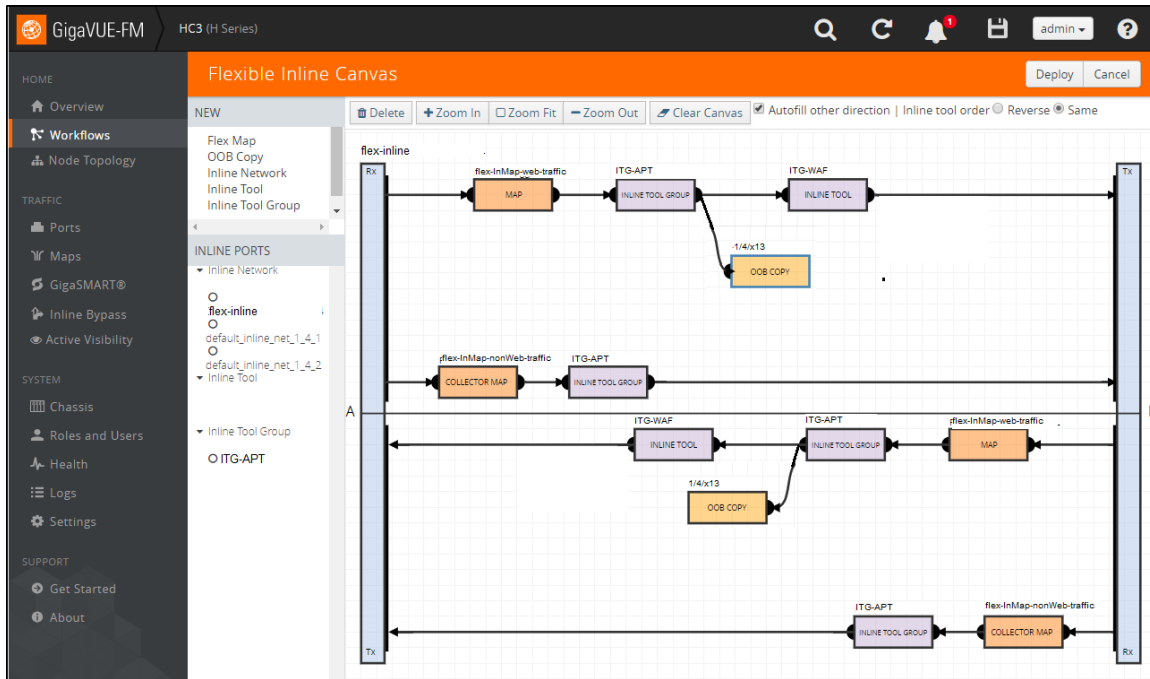 GigaVUE-FM
HC3 (H Series)
1
admin
?
HOME
Overview
Workflows
Node Topology
TRAFFIC
Ports
Maps
GigaSMART®
Inline Bypass
Active Visibility
SYSTEM
Chassis
Roles and Users
Health
Logs
Settings
SUPPORT
Get Started
About
Flexible Inline Canvas
Deploy
Cancel
NEW
Flex Map
OOB Copy
Inline Network
Inline Tool
Inline Tool Group
INLINE PORTS
Inline Network
flex-inline
default_inline_net_1_4_1
default_inline_net_1_4_2
Inline Tool
Inline Tool Group
ITG-APT
Delete
Zoom In
Zoom Fit
Zoom Out
Clear Canvas
Autofill other direction | Inline tool order Reverse Same
flex-inline
Rx
flex-InMap-web-traffic
MAP
ITG-APT
INLINE TOOL GROUP
ITG-WAF
INLINE TOOL
Tx
1/4/x13
OOB COPY
flex-InMap-nonWeb-traffic
COLLECTOR MAP
ITG-APT
INLINE TOOL GROUP
A
ITG-WAF
INLINE TOOL
ITG-APT
INLINE TOOL GROUP
flex-InMap-web-traffic
MAP
1/4/x13
OOB COPY
ITG-APT
INLINE TOOL GROUP
flex-InMap-nonWeb-traffic
COLLECTOR MAP
Tx
Rx